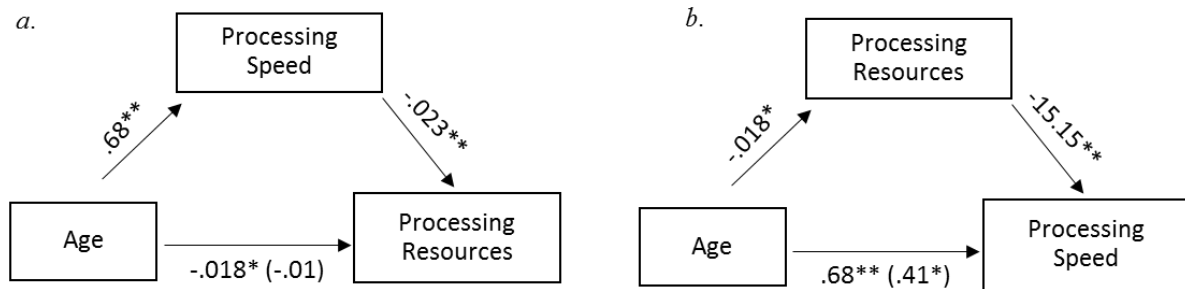 a.
Processing
Speed
.68**
-.023**
Age
Processing
Resources
-.018* (-.01)
b.
Processing
Resources
-.018*
-15.15**
Age
Processing
Speed
.68** (.41*)